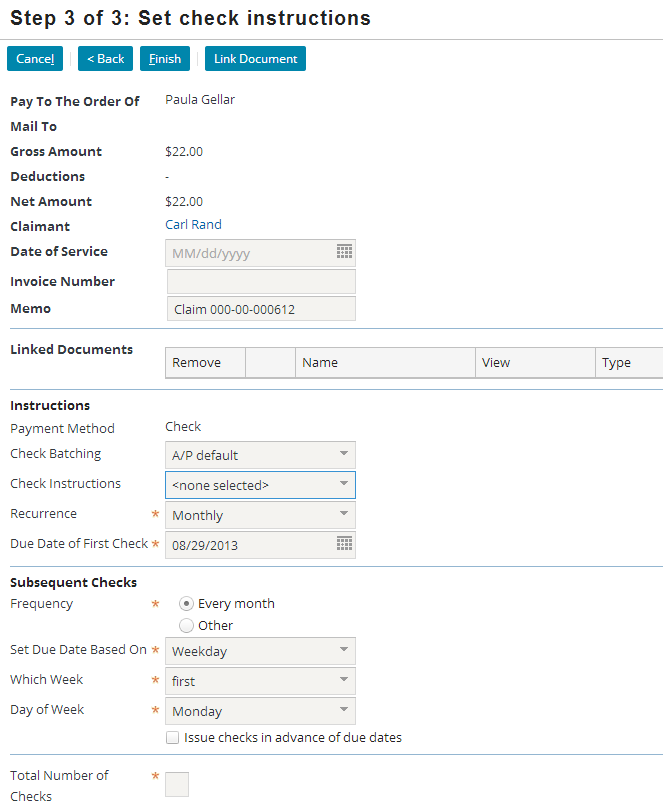 Step 3 of 3: Set check instructions
Cancel < Back Finish Link Document
Pay To The Order Of Paula Gellar
Mail To
Gross Amount $22.00
Deductions -
Net Amount $22.00
Claimant Carl Rand
Date of Service MM/dd/yyyy
Invoice Number
Memo Claim 000-00-000612
Linked Documents
Remove Name View Type
Instructions
Payment Method Check
Check Batching A/P default
Check Instructions <none selected>
Recurrence * Monthly
Due Date of First Check * 08/29/2013
Subsequent Checks
Frequency * Every month
Other
Set Due Date Based On * Weekday
Which Week * first
Day of Week * Monday
Issue checks in advance of due dates
Total Number of *
Checks